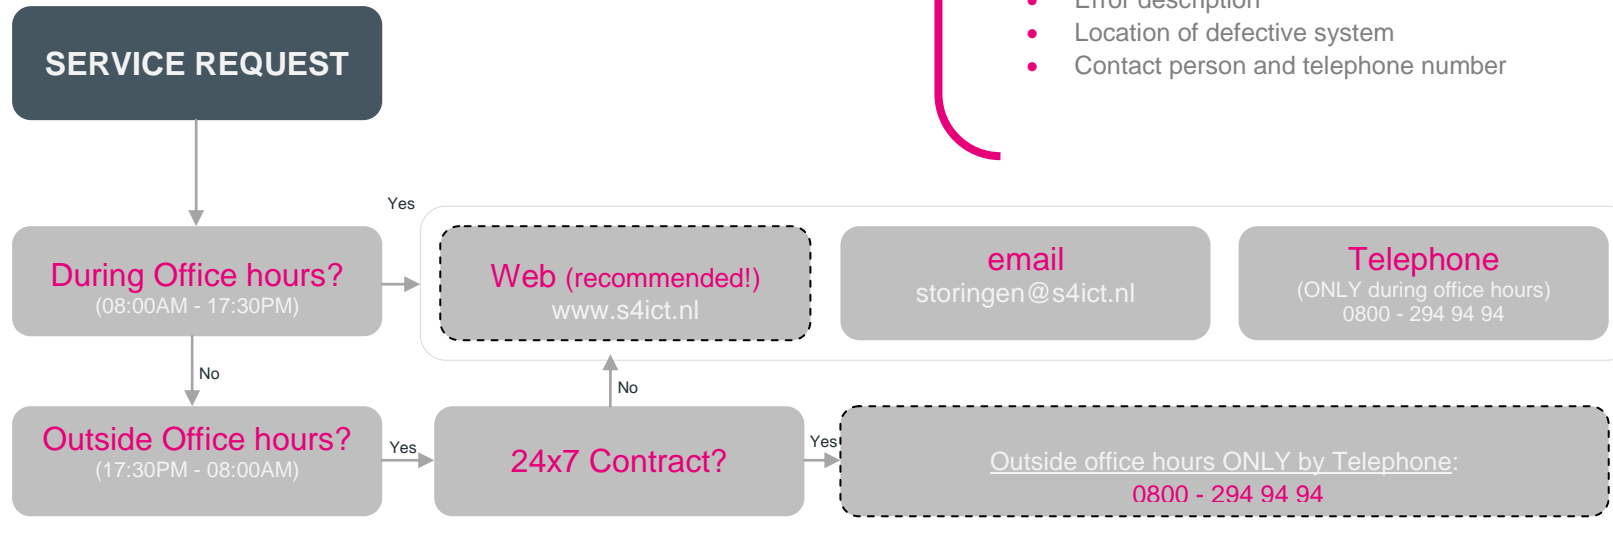 Error description
• Location of defective system
• Contact person and telephone number
SERVICE REQUEST
Yes
During Office hours?
(08:00AM - 17:30PM)
Web (recommended!)
www.s4ict.nl
email
storingen@s4ict.nl
Telephone
(ONLY during office hours)
0800 - 294 94 94
No
No
Outside Office hours?
(17:30PM - 08:00AM)
Yes
24x7 Contract?
Yes
Outside office hours ONLY by Telephone:
0800 - 294 94 94